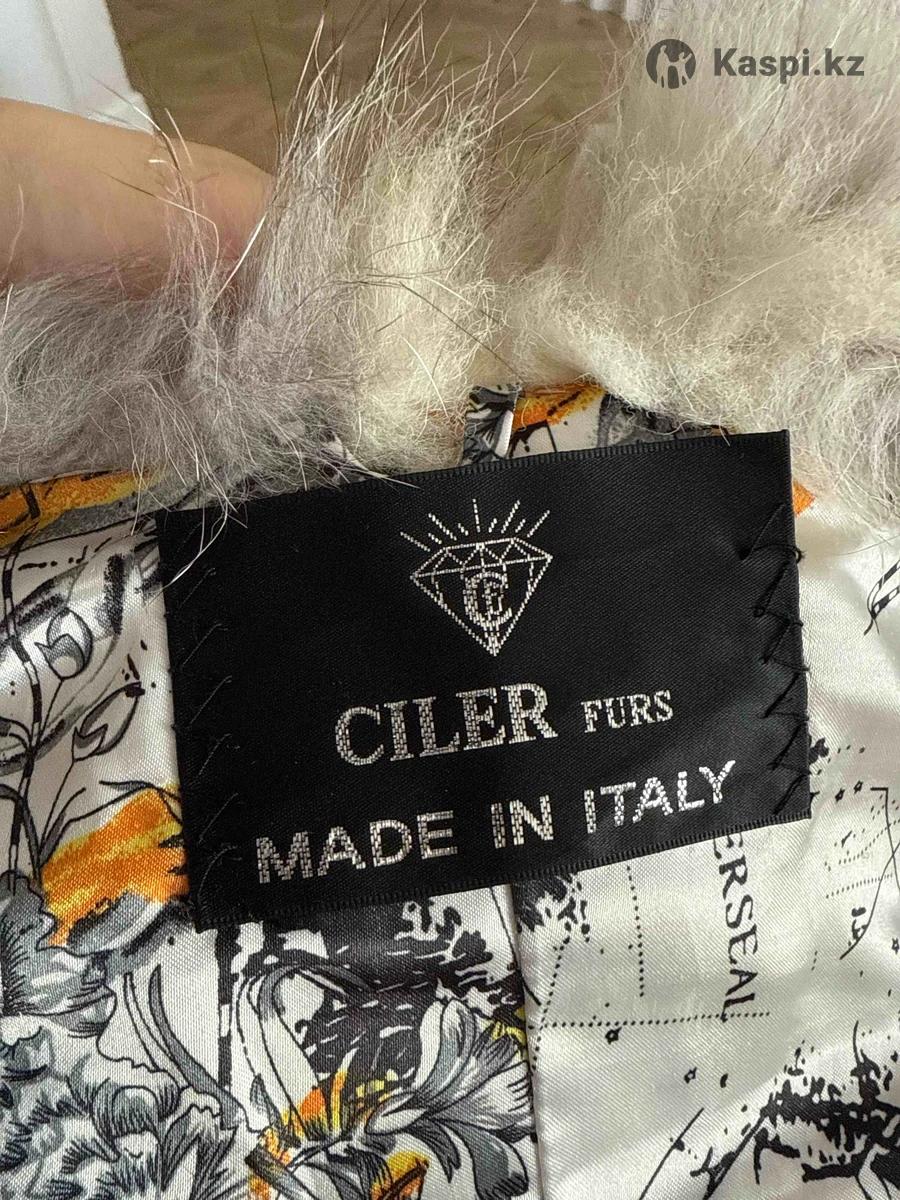 Kaspi.kz
CILER FURS
MADE IN ITALY
ERSEAL